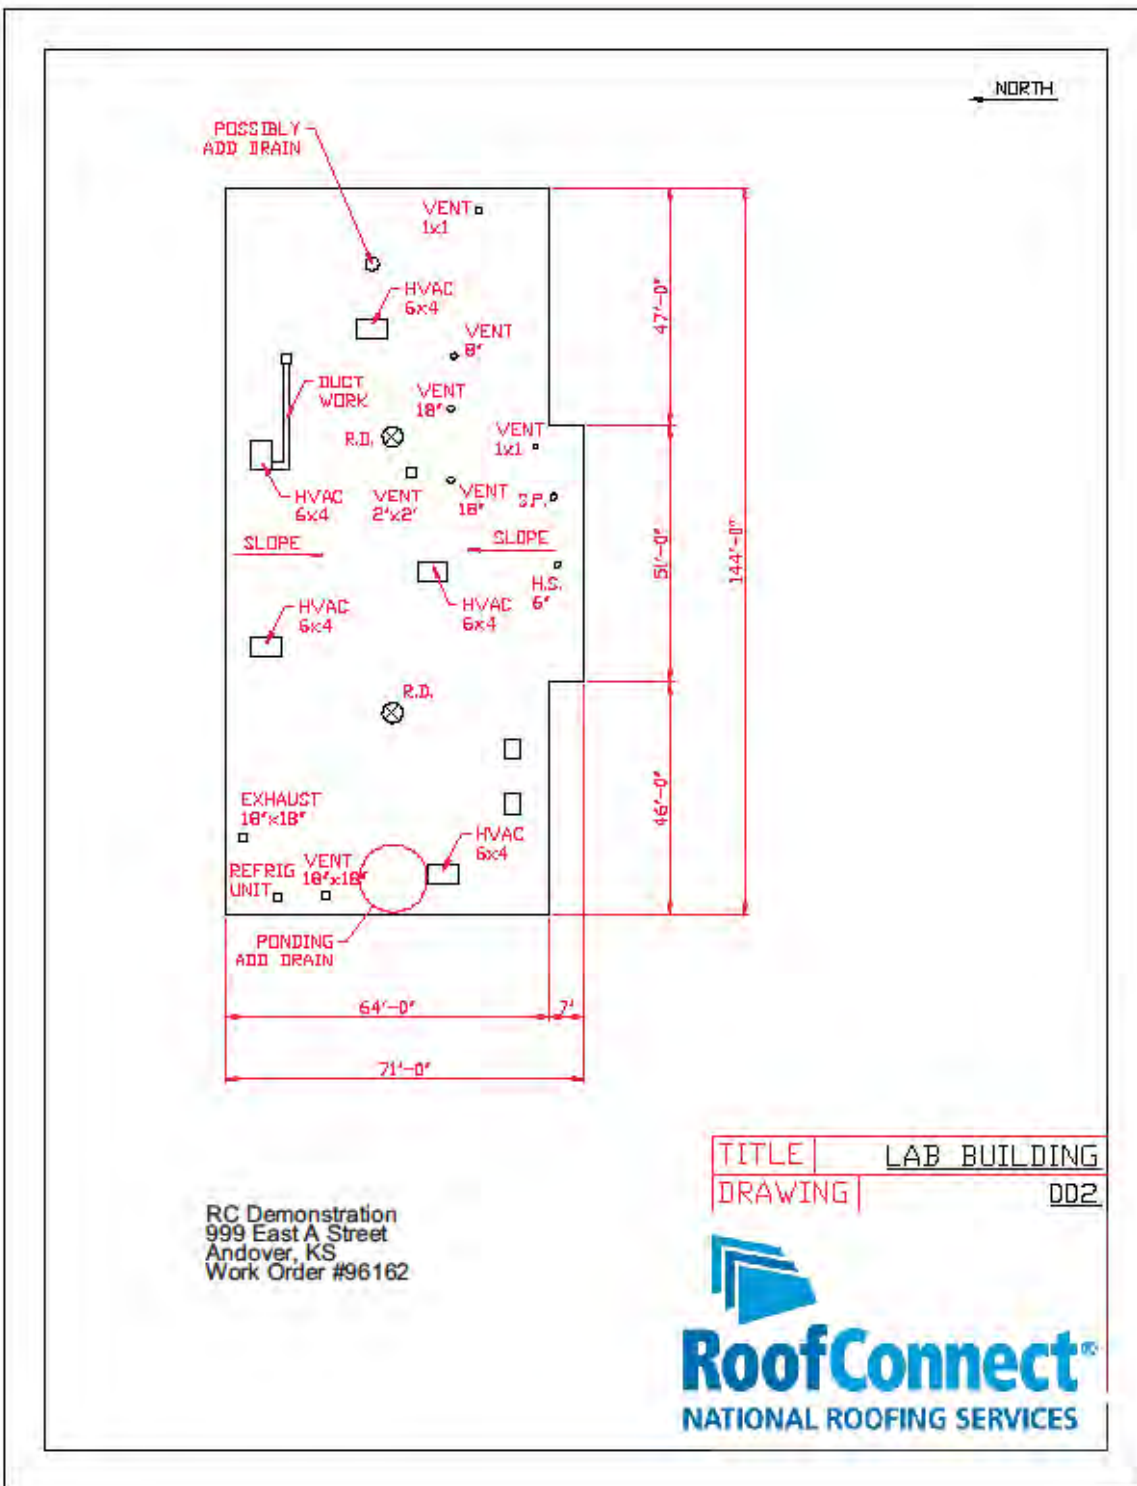 NORTH
POSSIBLY
ADD DRAIN
VENT
1x1
HVAC
6x4
VENT
8"
DUCT
WORK
VENT
18"
R.D.
VENT
1x1
HVAC
6x4
VENT
2'x2'
VENT
18"
S.P.
SLOPE
SLOPE
H.S.
6"
HVAC
6x4
HVAC
6x4
R.D.
47'-0"
51'-0"
144'-0"
46'-0"
EXHAUST
18"x18"
HVAC
6x4
REFRIG
UNIT
VENT
18"x18"
PONDING
ADD DRAIN
64'-0"
7'
71'-0"
TITLE LAB BUILDING
DRAWING 002
RC Demonstration
999 East A Street
Andover, KS
Work Order #96162
RoofConnect®
NATIONAL ROOFING SERVICES